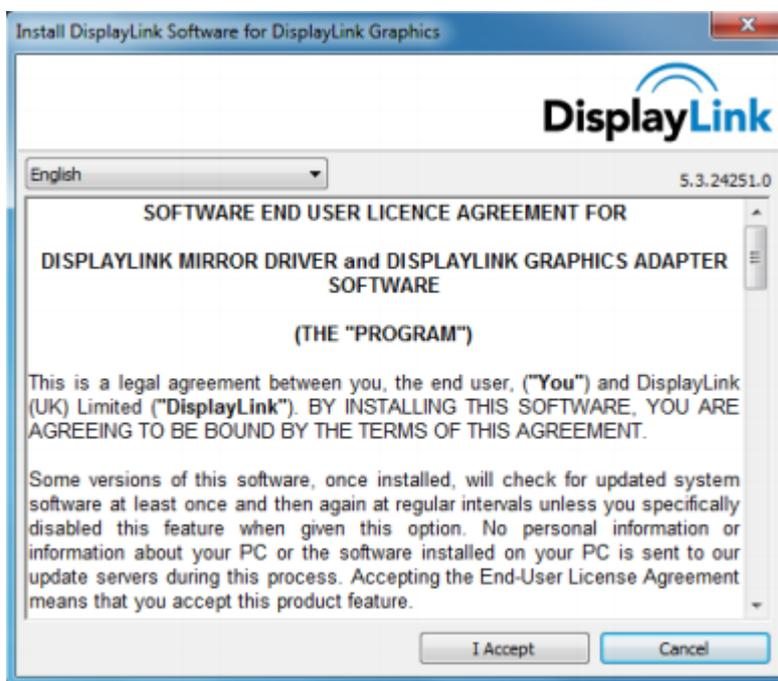 Install DisplayLink Software for DisplayLink Graphics
DisplayLink
English
5.3.24251.0
SOFTWARE END USER LICENCE AGREEMENT FOR
DISPLAYLINK MIRROR DRIVER and DISPLAYLINK GRAPHICS ADAPTER
SOFTWARE
(THE "PROGRAM")
This is a legal agreement between you, the end user, ("You") and DisplayLink
(UK) Limited ("DisplayLink"). BY INSTALLING THIS SOFTWARE, YOU ARE
AGREEING TO BE BOUND BY THE TERMS OF THIS AGREEMENT.
Some versions of this software, once installed, will check for updated system
software at least once and then again at regular intervals unless you specifically
disabled this feature when given this option. No personal information or
information about your PC or the software installed on your PC is sent to our
update servers during this process. Accepting the End-User License Agreement
means that you accept this product feature.
I Accept
Cancel